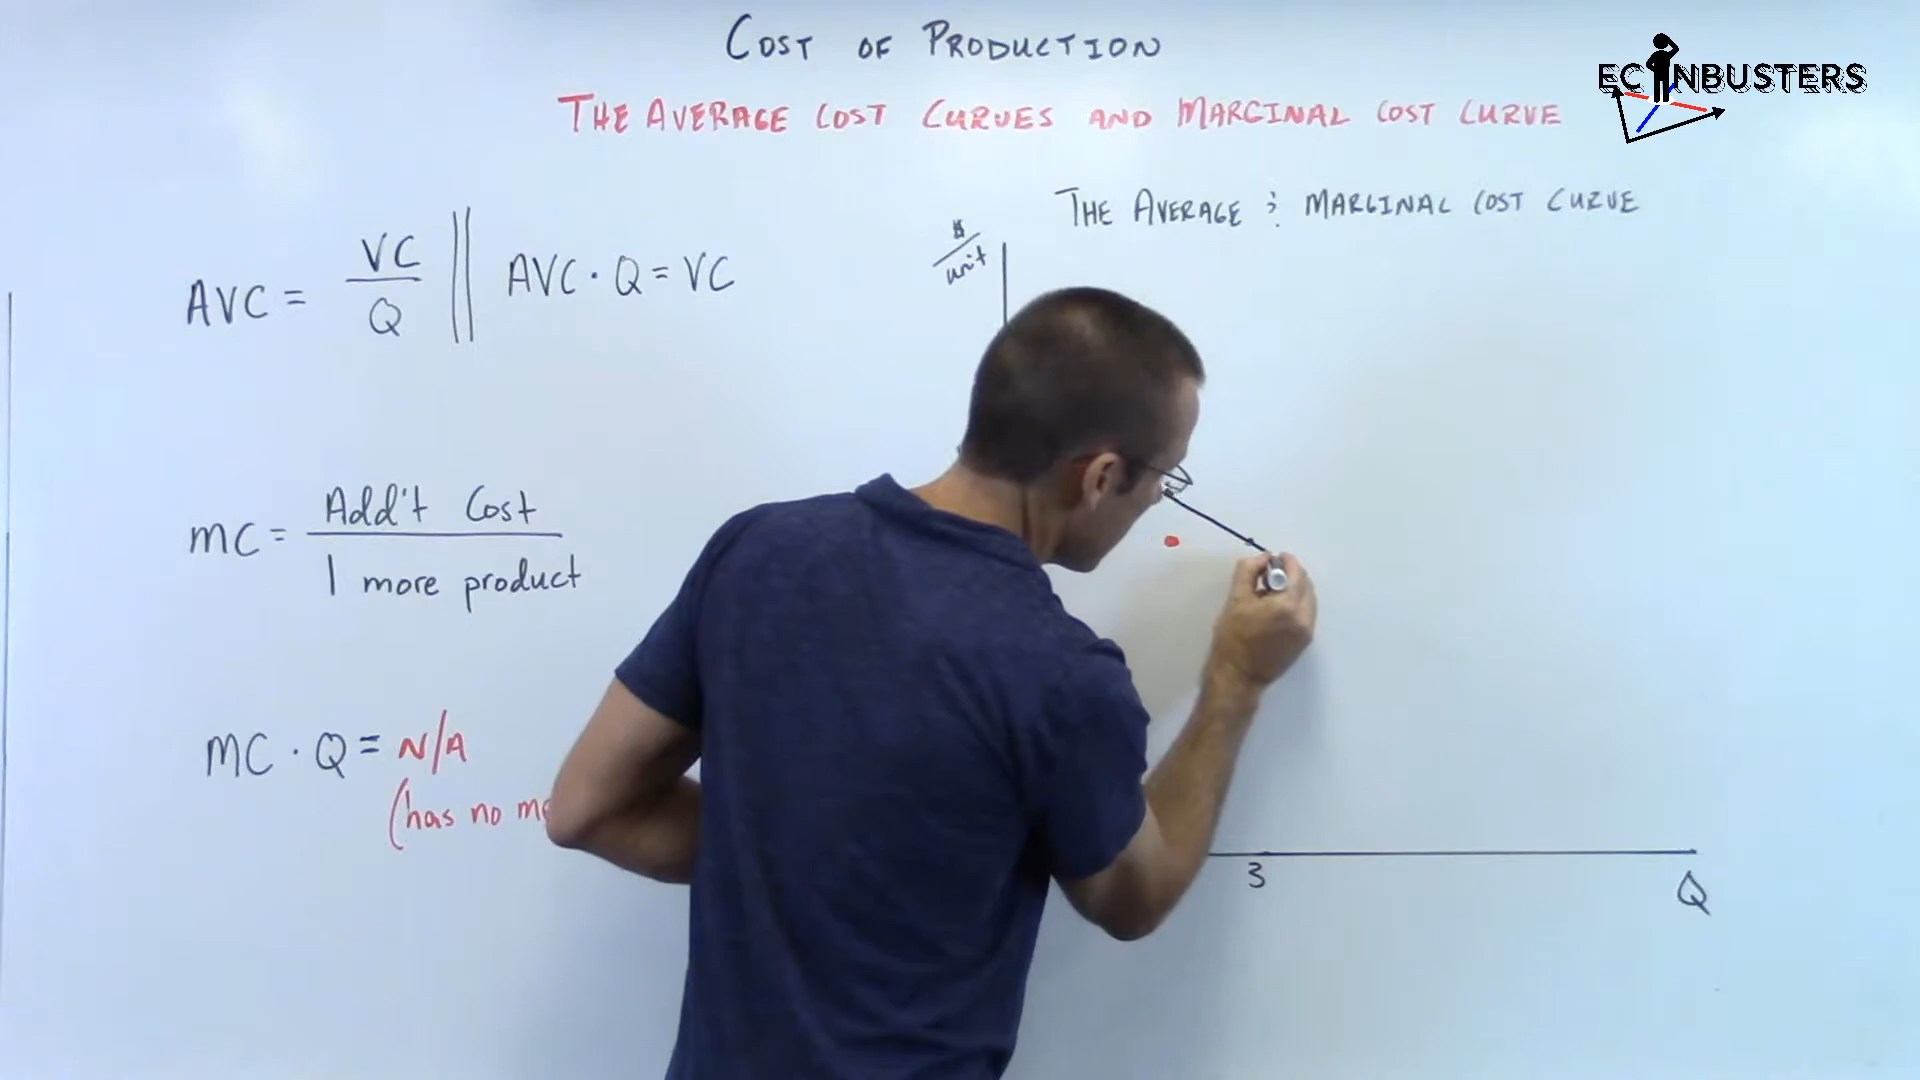 COST OF PRODUCTION
THE AVERAGE COST CURVES AND MARGINAL COST CURVE
ECONBUSTERS
THE AVERAGE & MARGINAL COST CURVE
$/unit
AVC = VC/Q || AVC · Q = VC
MC = Add't Cost / 1 more product
MC · Q = N/A
(has no
3
Q